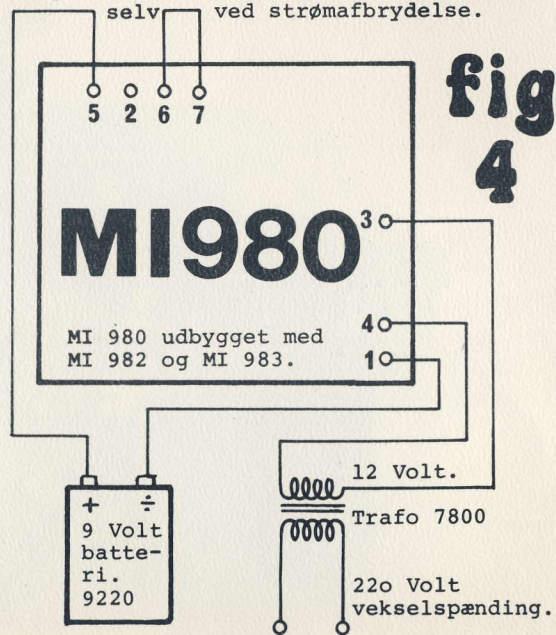 selv ved strømafbrydelse.
fig
4
5 2 6 7
MI980
3
4
1
MI 980 udbygget med
MI 982 og MI 983.
+ ÷
9 Volt
batte-
ri.
9220
12 Volt.
Trafo 7800
22o Volt
vekselspænding.